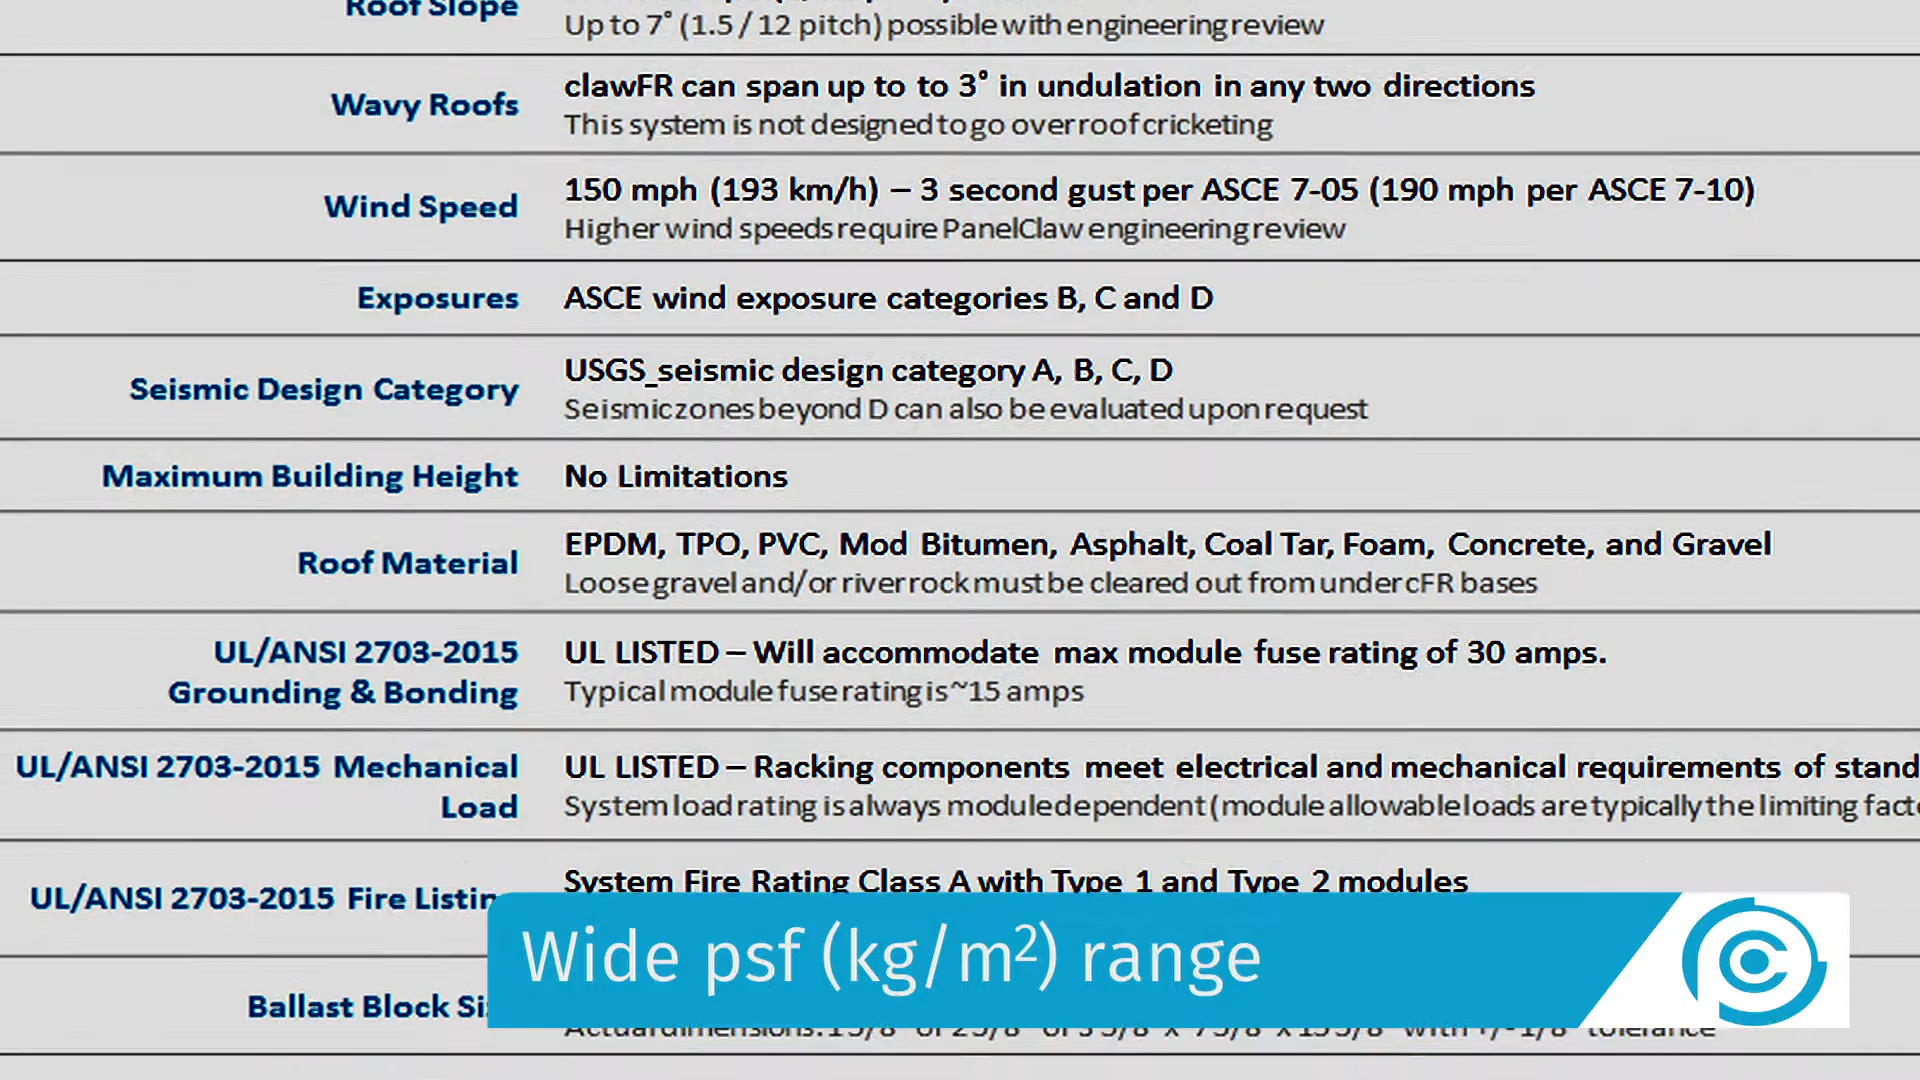 Roof Slope
Up to 7° (1.5 / 12 pitch) possible with engineering review
Wavy Roofs
clawFR can span up to to 3° in undulation in any two directions
This system is not designed to go over roof cricketing
Wind Speed
150 mph (193 km/h) – 3 second gust per ASCE 7-05 (190 mph per ASCE 7-10)
Higher wind speeds require PanelClaw engineering review
Exposures
ASCE wind exposure categories B, C and D
Seismic Design Category
USGS_seismic design category A, B, C, D
Seismic zones beyond D can also be evaluated upon request
Maximum Building Height
No Limitations
Roof Material
EPDM, TPO, PVC, Mod Bitumen, Asphalt, Coal Tar, Foam, Concrete, and Gravel
Loose gravel and/or river rock must be cleared out from under cFR bases
UL/ANSI 2703-2015
Grounding & Bonding
UL LISTED – Will accommodate max module fuse rating of 30 amps.
Typical module fuse rating is ~15 amps
UL/ANSI 2703-2015 Mechanical
Load
UL LISTED – Racking components meet electrical and mechanical requirements of stand
System load rating is always module dependent (module allowable loads are typically the limiting fact
UL/ANSI 2703-2015 Fire Listin
System Fire Rating Class A with Type 1 and Type 2 modules
Ballast Block Si
Wide psf (kg/m²) range